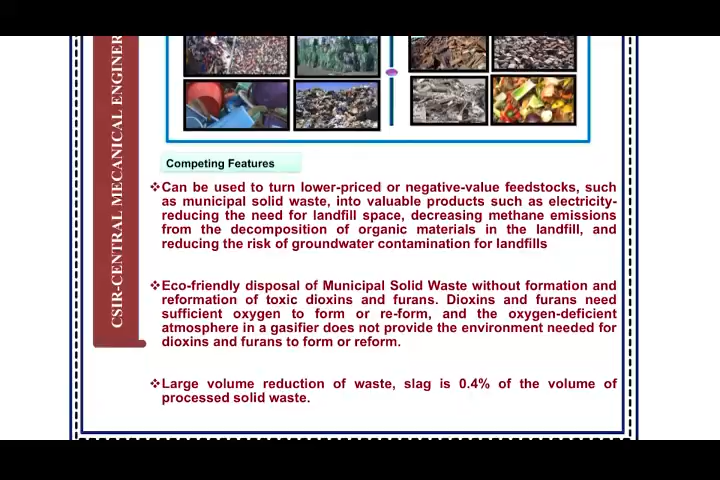 CSIR-CENTRAL MECANICAL ENGINER
Competing Features
❖Can be used to turn lower-priced or negative-value feedstocks, such
as municipal solid waste, into valuable products such as electricity-
reducing the need for landfill space, decreasing methane emissions
from the decomposition of organic materials in the landfill, and
reducing the risk of groundwater contamination for landfills
❖Eco-friendly disposal of Municipal Solid Waste without formation and
reformation of toxic dioxins and furans. Dioxins and furans need
sufficient oxygen to form or re-form, and the oxygen-deficient
atmosphere in a gasifier does not provide the environment needed for
dioxins and furans to form or reform.
❖Large volume reduction of waste, slag is 0.4% of the volume of
processed solid waste.